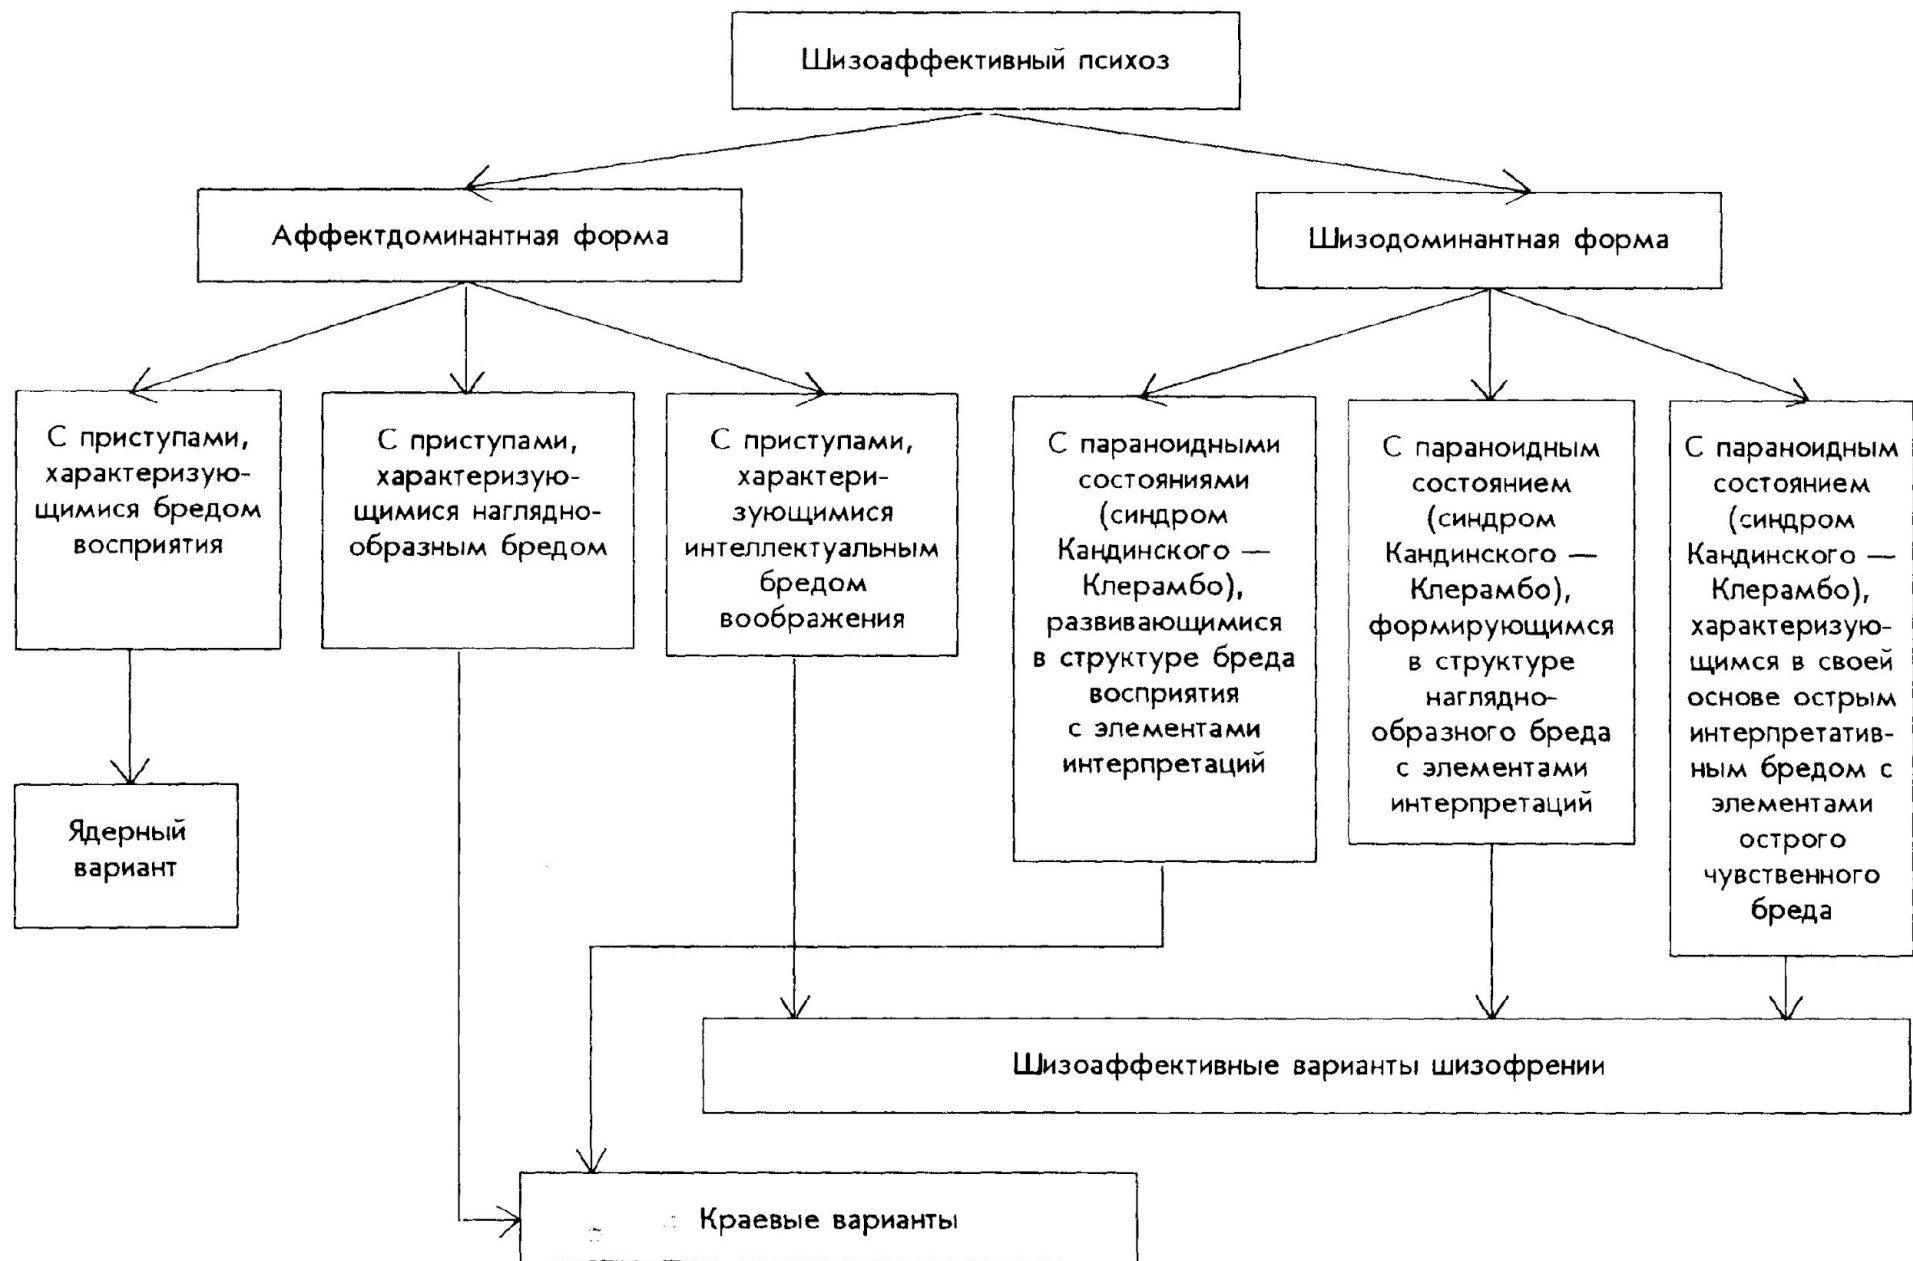 Шизоаффективный психоз
Аффектдоминантная форма
Шизодоминантная форма
С приступами,
характеризую-
щимися бредом
восприятия
С приступами,
характеризую-
щимися наглядно-
образным бредом
С приступами,
характери-
зующимися
интеллектуальным
бредом
воображения
С параноидными
состояниями
(синдром
Кандинского —
Клерамбо),
развивающимися
в структуре бреда
восприятия
с элементами
интерпретаций
С параноидным
состоянием
(синдром
Кандинского —
Клерамбо),
формирующимся
в структуре
наглядно-
образного бреда
с элементами
интерпретаций
С параноидным
состоянием
(синдром
Кандинского —
Клерамбо),
характеризую-
щимся в своей
основе острым
интерпретатив-
ным бредом с
элементами
острого
чувственного
бреда
Ядерный
вариант
Шизоаффективные варианты шизофрении
Краевые варианты